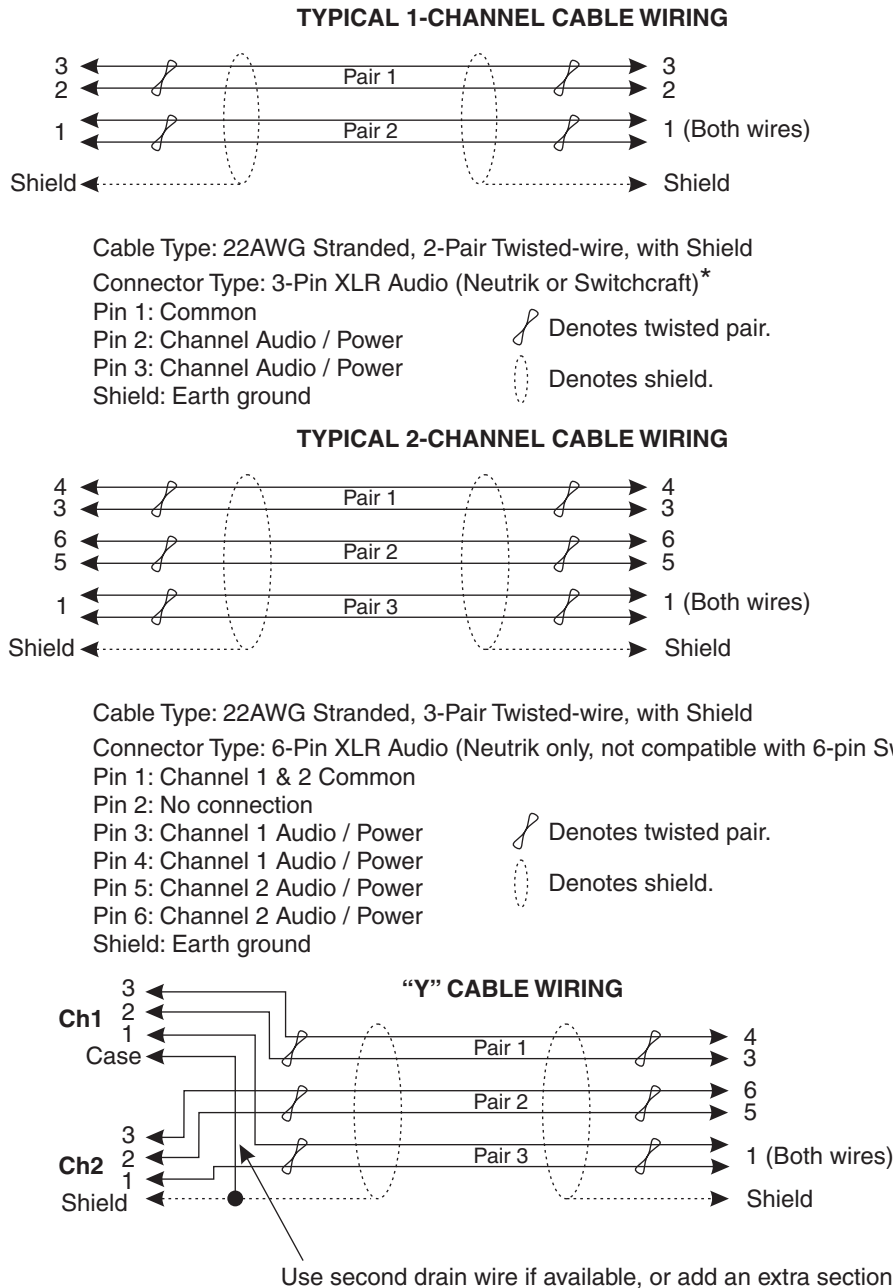 TYPICAL 1-CHANNEL CABLE WIRING
3 Pair 1 3
2 2
1 Pair 2 1 (Both wires)
Shield Shield
Cable Type: 22AWG Stranded, 2-Pair Twisted-wire, with Shield
Connector Type: 3-Pin XLR Audio (Neutrik or Switchcraft)*
Pin 1: Common
Pin 2: Channel Audio / Power
Pin 3: Channel Audio / Power
Shield: Earth ground
Denotes twisted pair.
Denotes shield.
TYPICAL 2-CHANNEL CABLE WIRING
4 Pair 1 4
3 3
6 Pair 2 6
5 5
1 Pair 3 1 (Both wires)
Shield Shield
Cable Type: 22AWG Stranded, 3-Pair Twisted-wire, with Shield
Connector Type: 6-Pin XLR Audio (Neutrik only, not compatible with 6-pin
Pin 1: Channel 1 & 2 Common
Pin 2: No connection
Pin 3: Channel 1 Audio / Power
Pin 4: Channel 1 Audio / Power
Pin 5: Channel 2 Audio / Power
Pin 6: Channel 2 Audio / Power
Shield: Earth ground
Denotes twisted pair.
Denotes shield.
“Y” CABLE WIRING
Ch1
3
2
1
Case
Pair 1
4
3
Pair 2
6
5
Ch2
3
2
1
Pair 3
1 (Both wires)
Shield Shield
Use second drain wire if available, or add an extra section